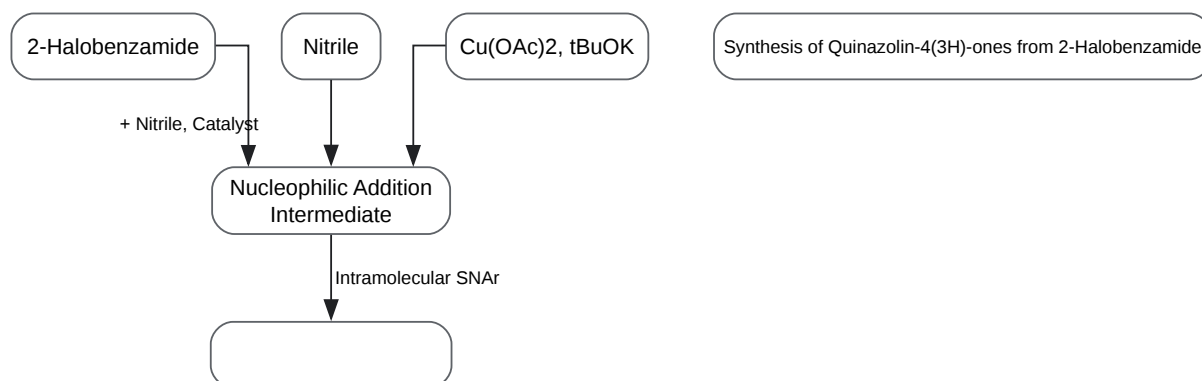 2-Halobenzamide
Nitrile
Cu(OAc)2, tBuOK
Synthesis of Quinazolin-4(3H)-ones from 2-Halobenzamide
+ Nitrile, Catalyst
Nucleophilic Addition
Intermediate
Intramolecular SNAr